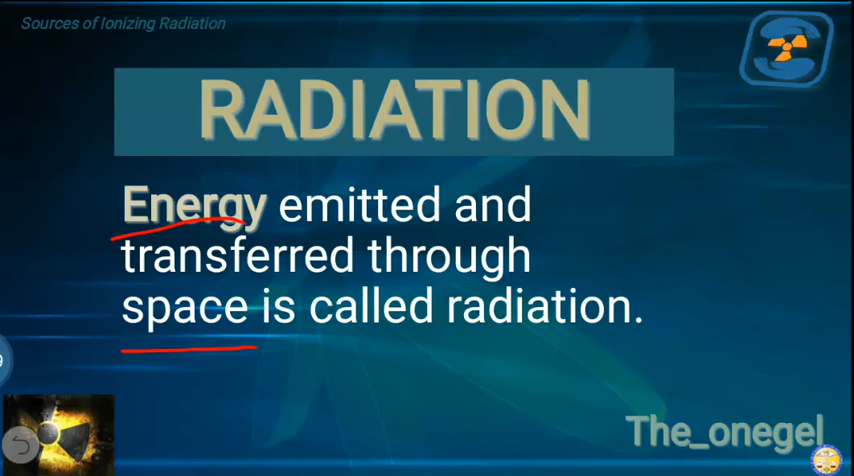 Sources of Ionizing Radiation
RADIATION
Energy emitted and
transferred through
space is called radiation.
The_onegel